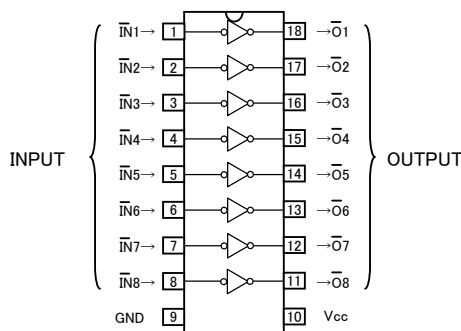 ĪN1→ 1 18 →Ō1
ĪN2→ 2 17 →Ō2
ĪN3→ 3 16 →Ō3
ĪN4→ 4 15 →Ō4
INPUT
OUTPUT
ĪN5→ 5 14 →Ō5
ĪN6→ 6 13 →Ō6
ĪN7→ 7 12 →Ō7
ĪN8→ 8 11 →Ō8
GND 9 10 Vcc